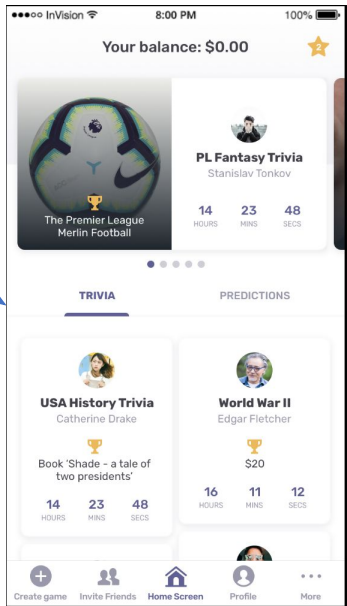 InVision
8:00 PM
100%
Your balance: $0.00
2
The Premier League
Merlin Football
PL Fantasy Trivia
Stanislav Tonkov
14 23 48
HOURS MINS SECS
TRIVIA PREDICTIONS
USA History Trivia
Catherine Drake
Book ‘Shade - a tale of
two presidents’
14 23 48
HOURS MINS SECS
World War II
Edgar Fletcher
$20
16 11 12
HOURS MINS SECS
Create game Invite Friends Home Screen Profile More